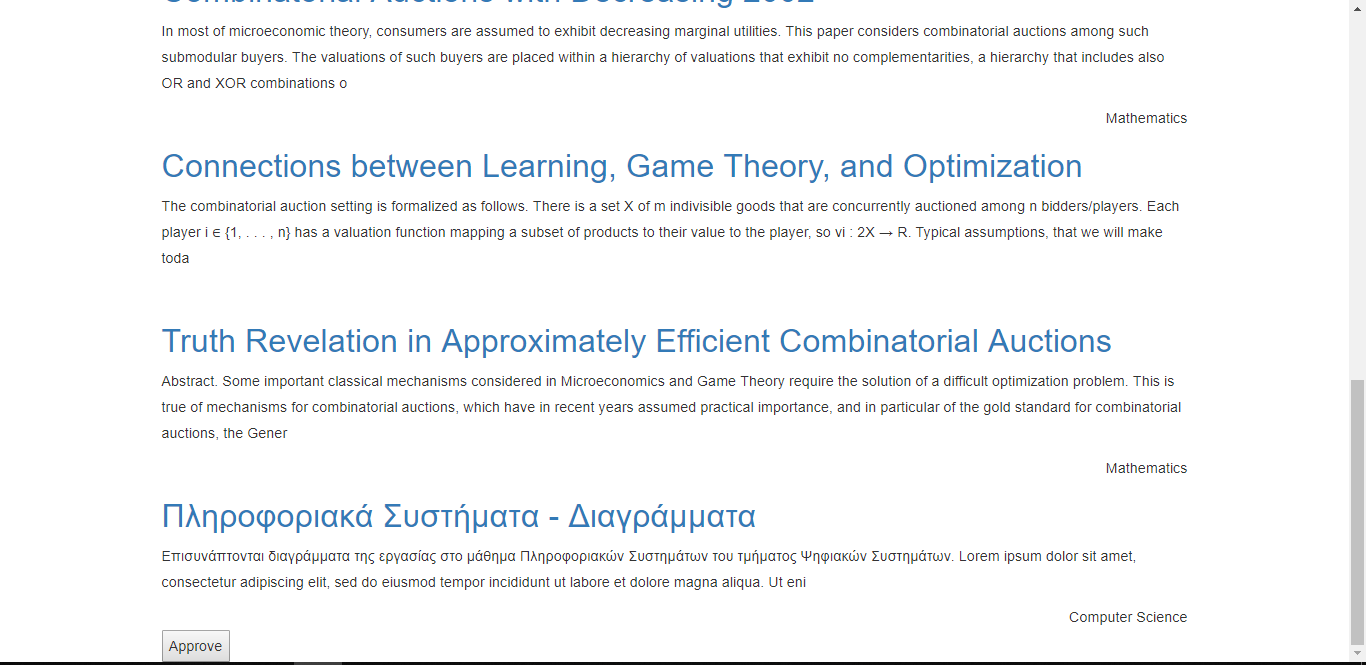 Combinatorial Auctions with Decreasing 2002
In most of microeconomic theory, consumers are assumed to exhibit decreasing marginal utilities. This paper considers combinatorial auctions among such
submodular buyers. The valuations of such buyers are placed within a hierarchy of valuations that exhibit no complementarities, a hierarchy that includes also
OR and XOR combinations o
Mathematics
Connections between Learning, Game Theory, and Optimization
The combinatorial auction setting is formalized as follows. There is a set X of m indivisible goods that are concurrently auctioned among n bidders/players. Each
player i ∈ {1, . . . , n} has a valuation function mapping a subset of products to their value to the player, so vi : 2X → R. Typical assumptions, that we will make
toda
Truth Revelation in Approximately Efficient Combinatorial Auctions
Abstract. Some important classical mechanisms considered in Microeconomics and Game Theory require the solution of a difficult optimization problem. This is
true of mechanisms for combinatorial auctions, which have in recent years assumed practical importance, and in particular of the gold standard for combinatorial
auctions, the Gener
Mathematics
Πληροφοριακά Συστήματα - Διαγράμματα
Επισυνάπτονται διαγράμματα της εργασίας στο μάθημα Πληροφοριακών Συστημάτων του τμήματος Ψηφιακών Συστημάτων. Lorem ipsum dolor sit amet,
consectetur adipiscing elit, sed do eiusmod tempor incididunt ut labore et dolore magna aliqua. Ut eni
Computer Science
Approve